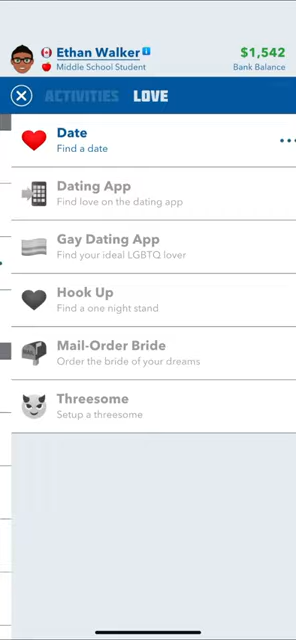 Ethan Walker
Middle School Student
$1,542
Bank Balance
ACTIVITIES LOVE
Date
Find a date
Dating App
Find love on the dating app
Gay Dating App
Find your ideal LGBTQ lover
Hook Up
Find a one night stand
Mail-Order Bride
Order the bride of your dreams
Threesome
Setup a threesome